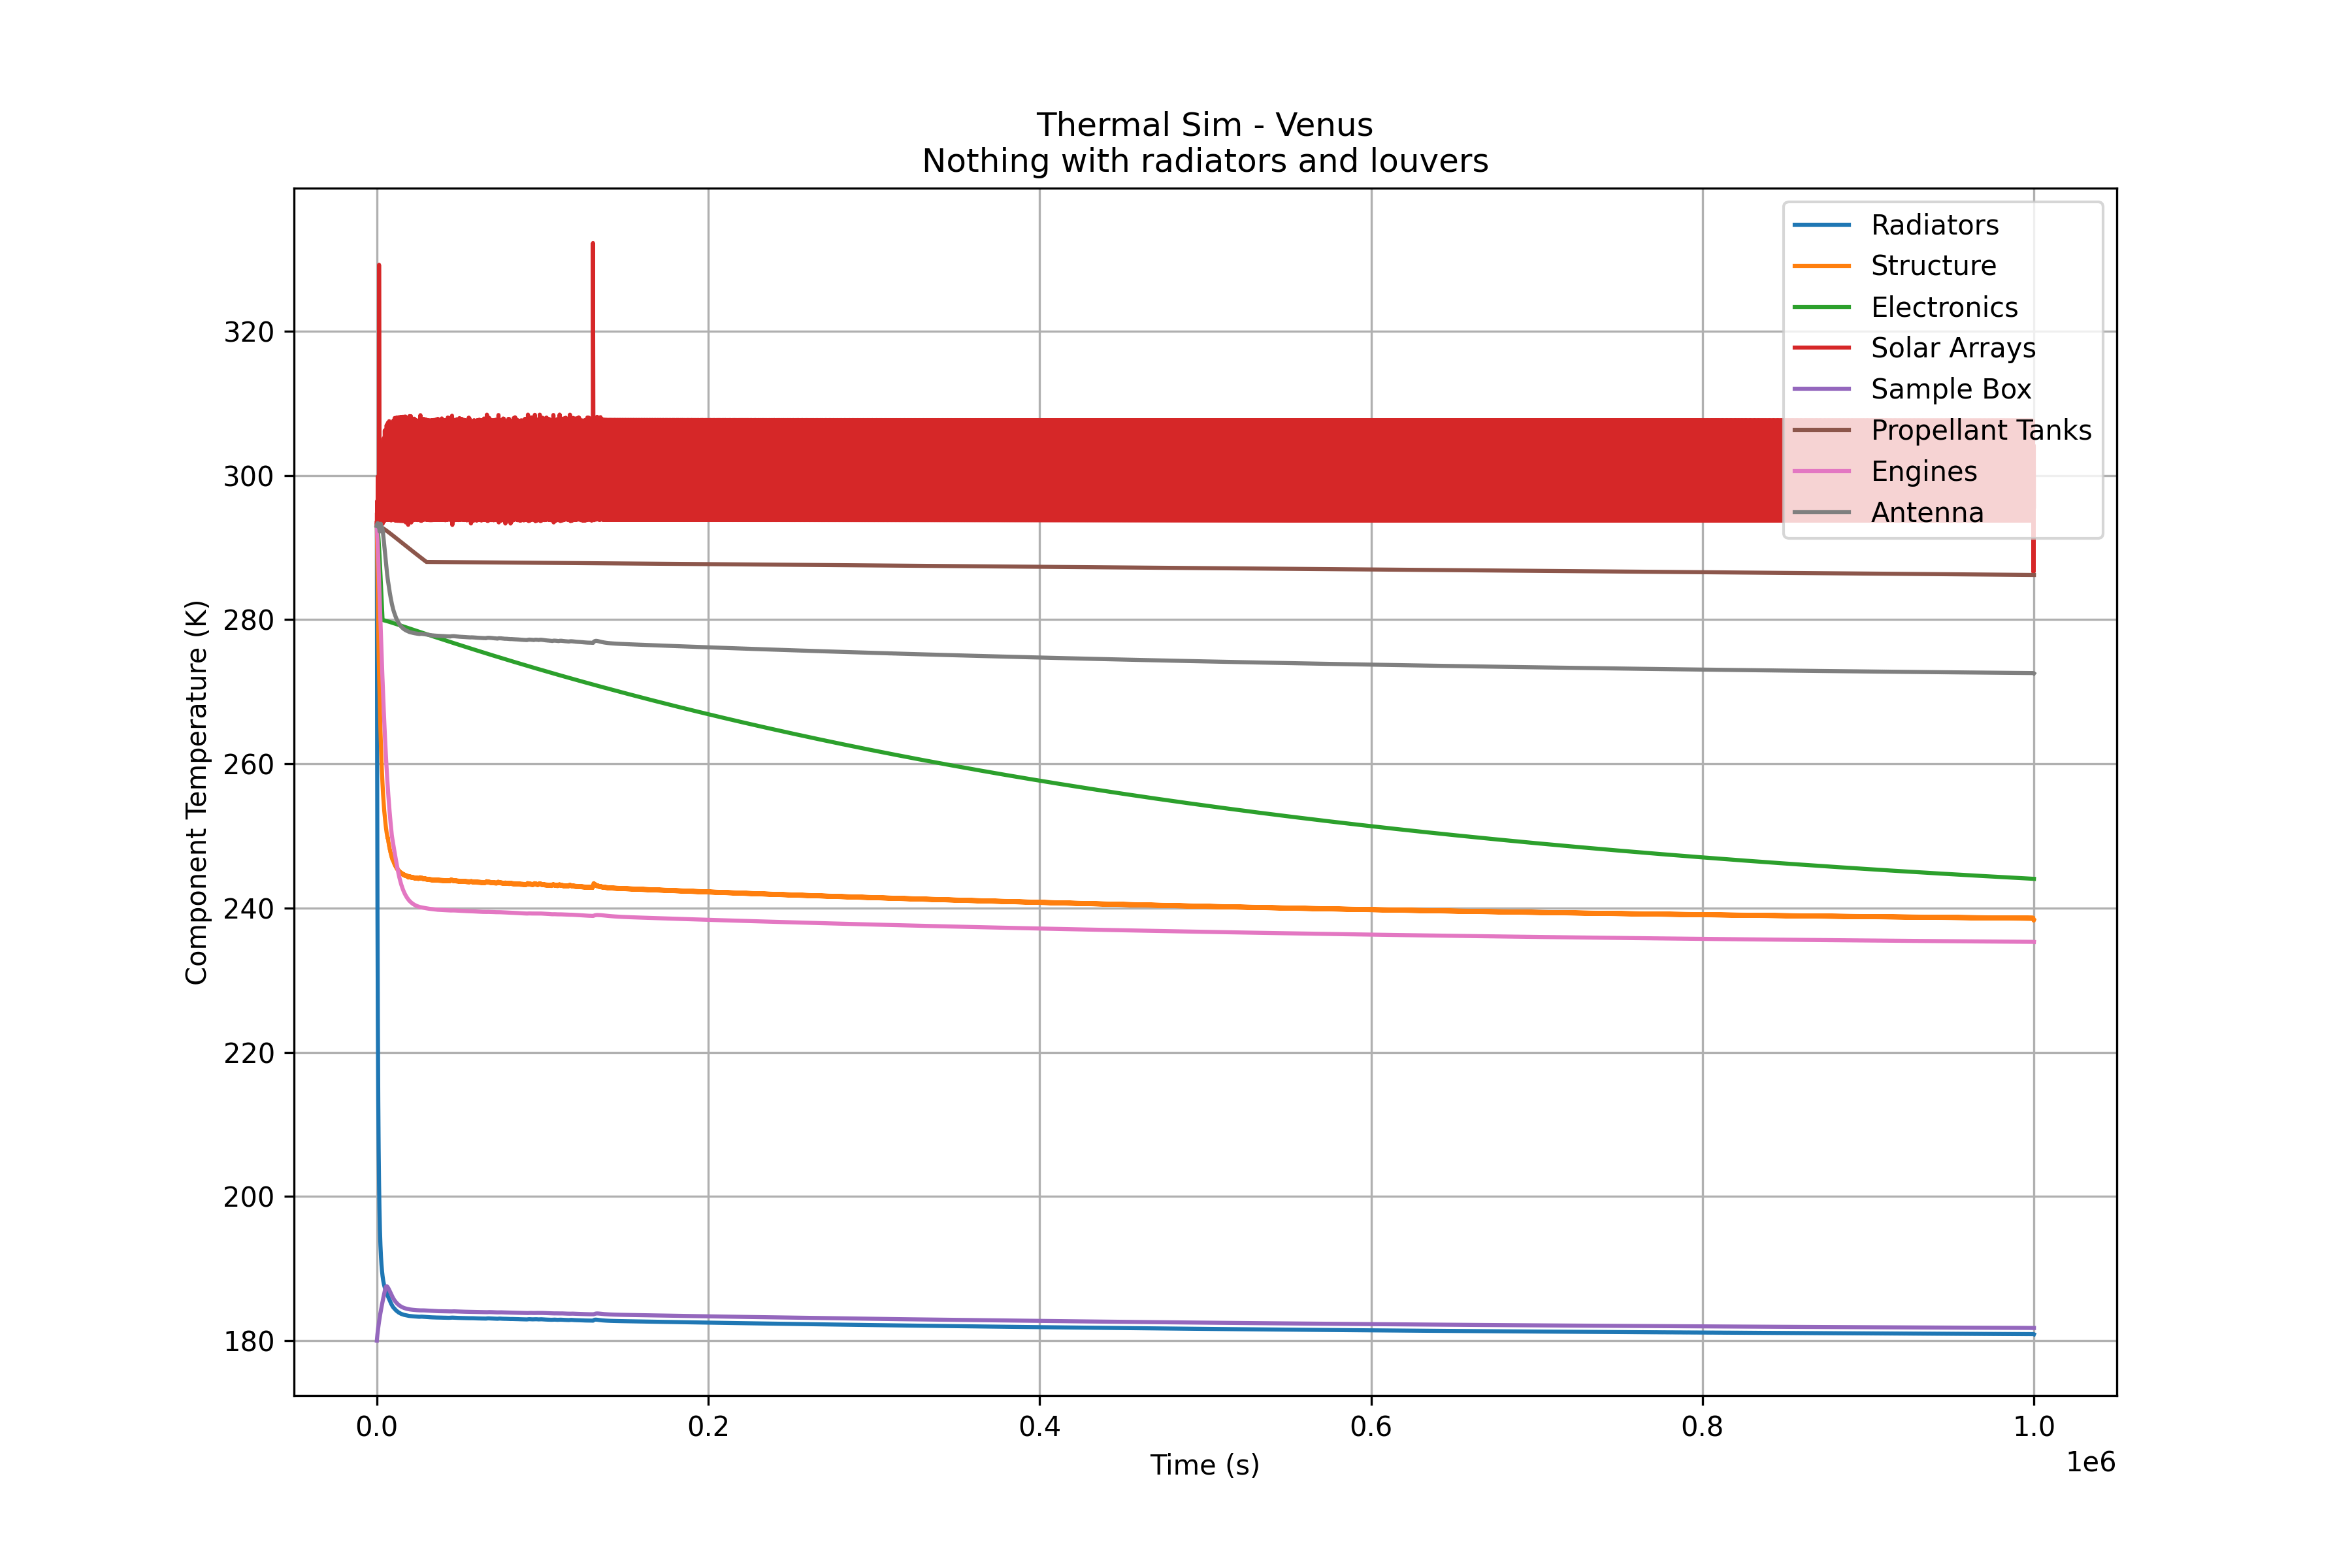 Thermal Sim - Venus
Nothing with radiators and louvers
Component Temperature (K)
320
300
280
260
240
220
200
180
Radiators
Structure
Electronics
Solar Arrays
Sample Box
Propellant Tanks
Engines
Antenna
0.0 0.2 0.4 0.6 0.8 1.0
1e6
Time (s)